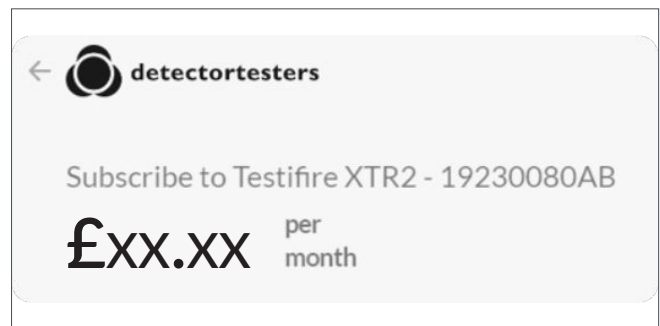 detectortesters
Subscribe to Testifire XTR2 - 19230080AB
£xx.xx
per
month